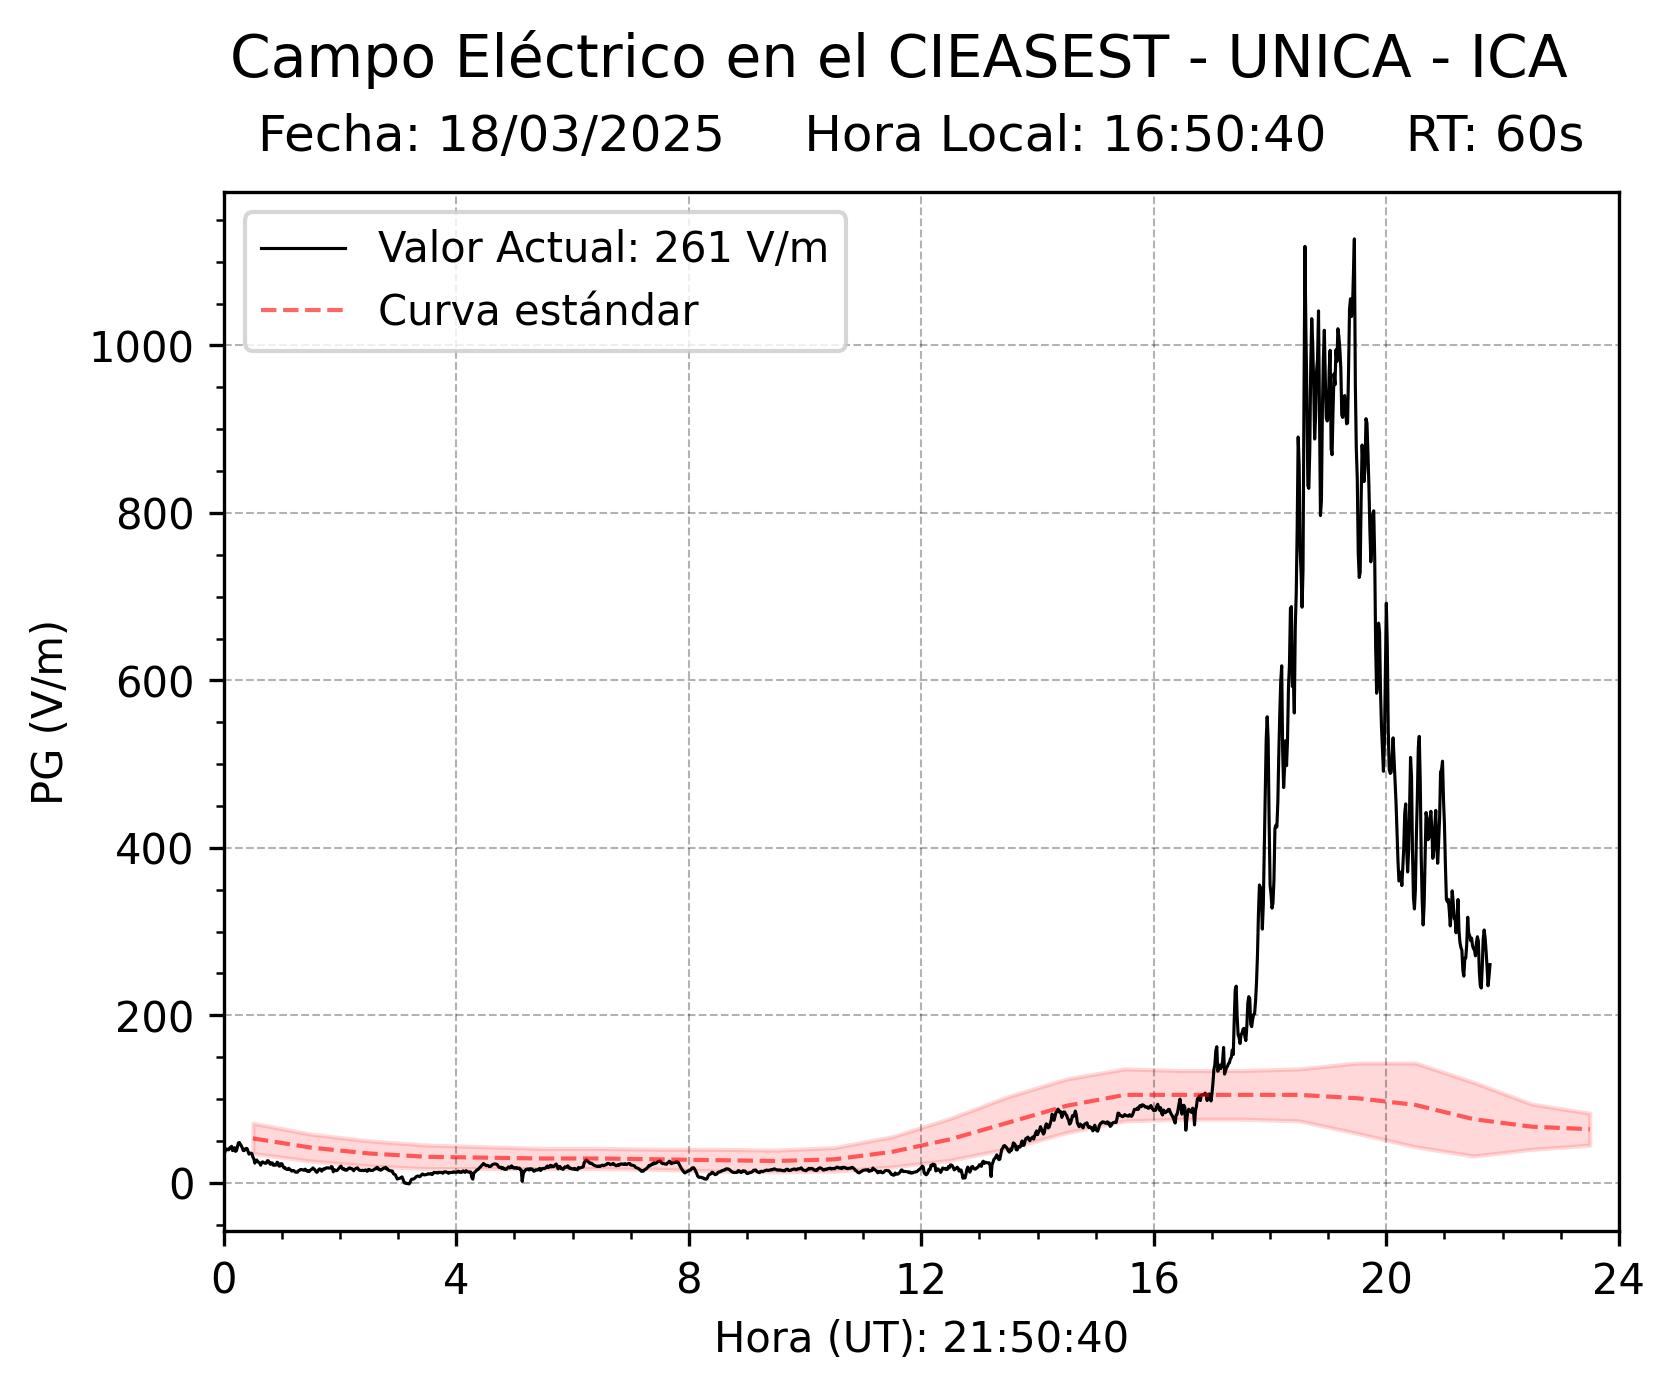 Campo Eléctrico en el CIEASEST - UNICA - ICA
Fecha: 18/03/2025 Hora Local: 16:50:40 RT: 60s
Valor Actual: 261 V/m
Curva estándar
PG (V/m)
1000
800
600
400
200
0
0 4 8 12 16 20 24
Hora (UT): 21:50:40